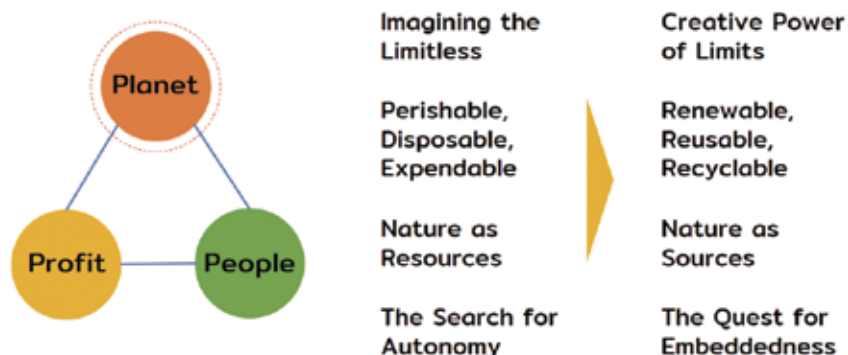 Planet
Profit
People
Imagining the
Limitless
Perishable,
Disposable,
Expendable
Nature as
Resources
The Search for
Autonomy
Creative Power
of Limits
Renewable,
Reusable,
Recyclable
Nature as
Sources
The Quest for
Embeddedness